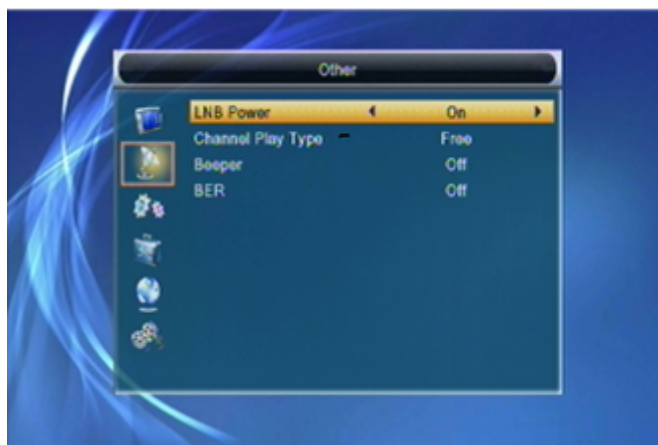 Other
LNB Power On
Channel Play Type Free
Beeper Off
BER Off